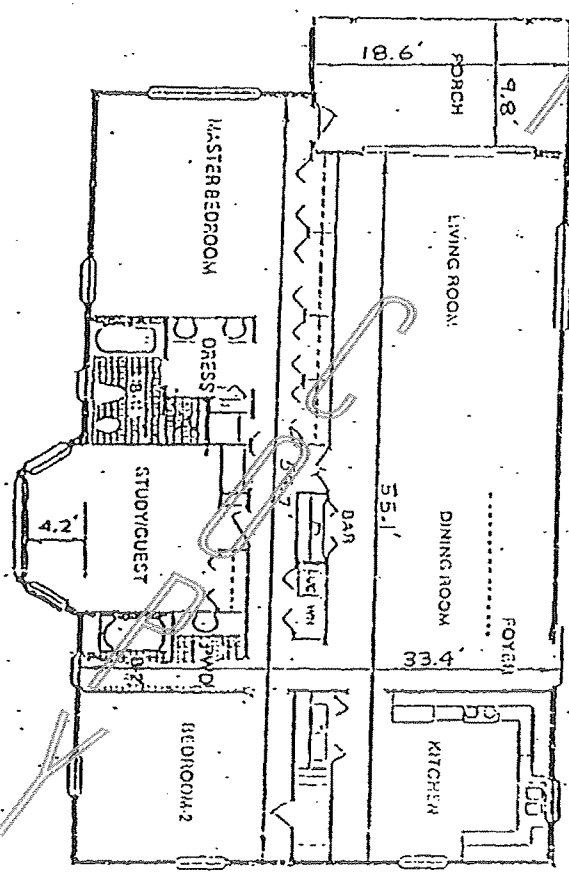 18.6'
PORCH
9.8'
MASTER BEDROOM
LIVING ROOM
DRESS
STUDY/GUEST
4.2'
BAR
55.1'
DINING ROOM
FOYER
33.4'
BEDROOM-2
KITCHEN